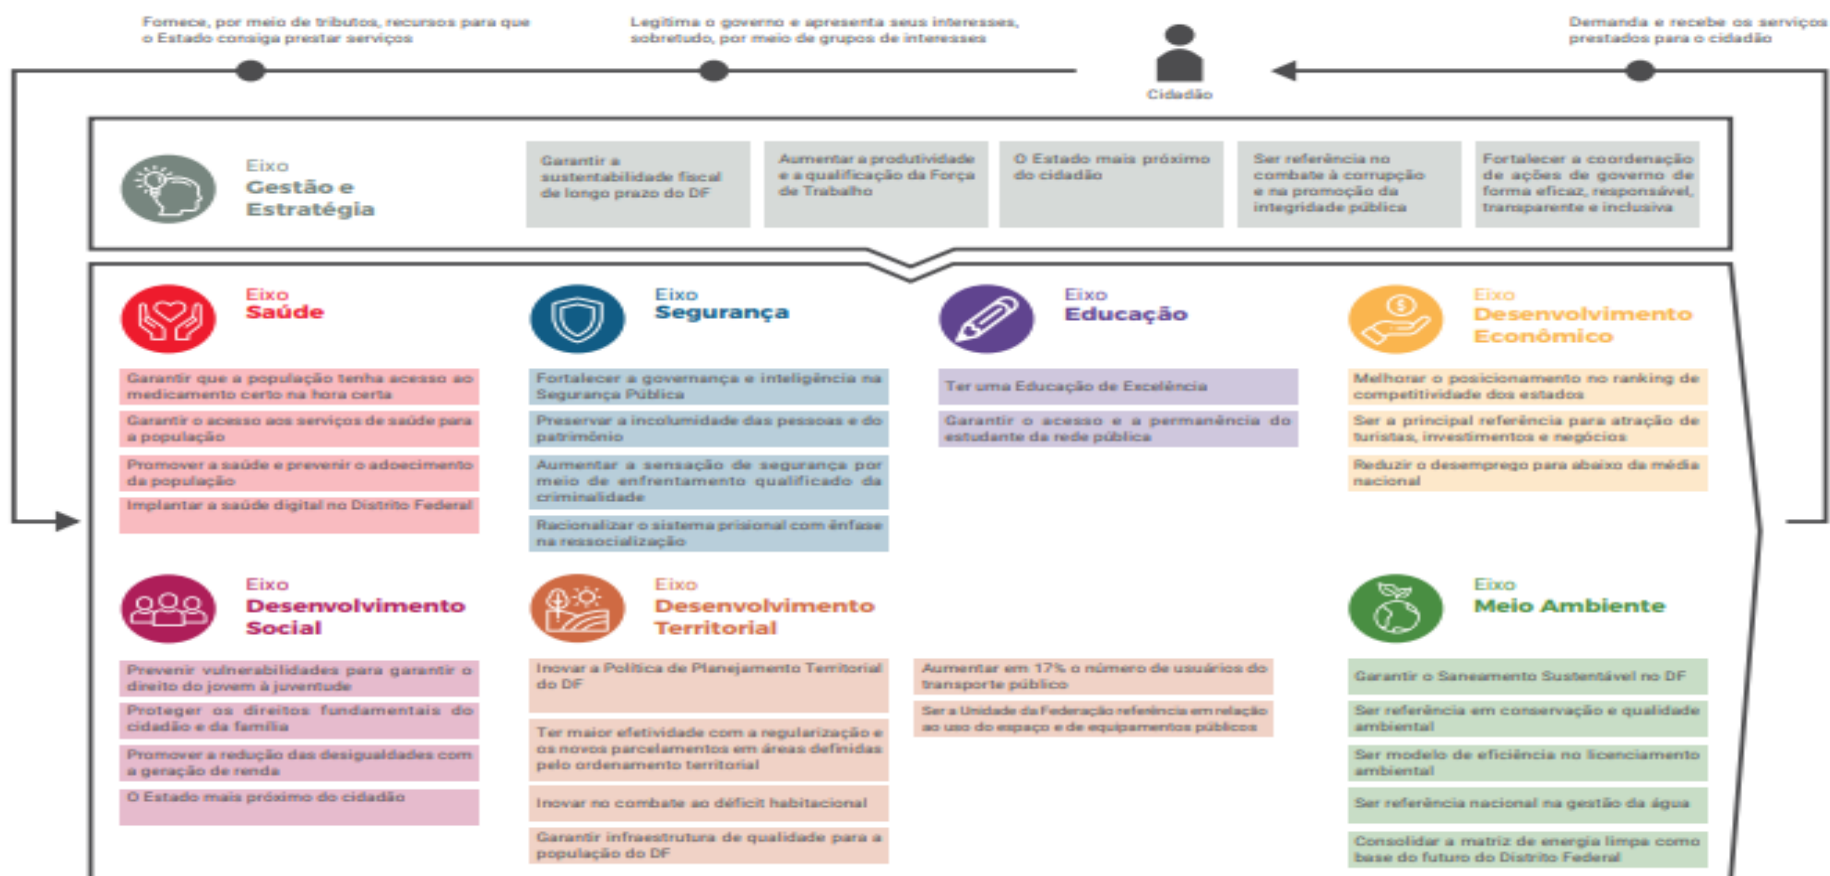 Fornece, por meio de tributos, recursos para que
o Estado consiga prestar serviços
Legitima o governo e apresenta seus interesses,
sobretudo, por meio de grupos de interesses
Demanda e recebe os serviços
prestados para o cidadão
Cidadão
Eixo
Gestão e
Estratégia
Garantir a
sustentabilidade fiscal
de longo prazo do DF
Aumentar a produtividade
e a qualificação da Força
de Trabalho
O Estado mais próximo
do cidadão
Ser referência no
combate à corrupção
e na promoção da
integridade pública
Fortalecer a coordenação
de ações de governo de
forma eficaz, responsável,
transparente e inclusiva
Eixo
Saúde
Garantir que a população tenha acesso ao
medicamento certo na hora certa
Garantir o acesso aos serviços de saúde para
a população
Promover a saúde e prevenir o adoecimento
da população
Implantar a saúde digital no Distrito Federal
Eixo
Segurança
Fortalecer a governança e inteligência na
Segurança Pública
Preservar a incolumidade das pessoas e do
patrimônio
Aumentar a sensação de segurança por
meio de enfrentamento qualificado da
criminalidade
Racionalizar o sistema prisional com ênfase
na ressocialização
Eixo
Educação
Ter uma Educação de Excelência
Garantir o acesso e a permanência do
estudante da rede pública
Eixo
Desenvolvimento
Econômico
Melhorar o posicionamento no ranking de
competitividade dos estados
Ser a principal referência para atração de
turistas, investimentos e negócios
Reduzir o desemprego para abaixo da média
nacional
Eixo
Desenvolvimento
Social
Prevenir vulnerabilidades para garantir o
direito do jovem à juventude
Proteger os direitos fundamentais do
cidadão e da família
Promover a redução das desigualdades com
a geração de renda
O Estado mais próximo do cidadão
Eixo
Desenvolvimento
Territorial
Inovar a Política de Planejamento Territorial
do DF
Ter maior efetividade com a regularização e
os novos parcelamentos em áreas definidas
pelo ordenamento territorial
Inovar no combate ao déficit habitacional
Garantir infraestrutura de qualidade para a
população do DF
Aumentar em 17% o número de usuários do
transporte público
Ser a Unidade da Federação referência em relação
ao uso do espaço e de equipamentos públicos
Eixo
Meio Ambiente
Garantir o Saneamento Sustentável no DF
Ser referência em conservação e qualidade
ambiental
Ser modelo de eficiência no licenciamento
ambiental
Ser referência nacional na gestão da água
Consolidar a matriz de energia limpa como
base do futuro do Distrito Federal